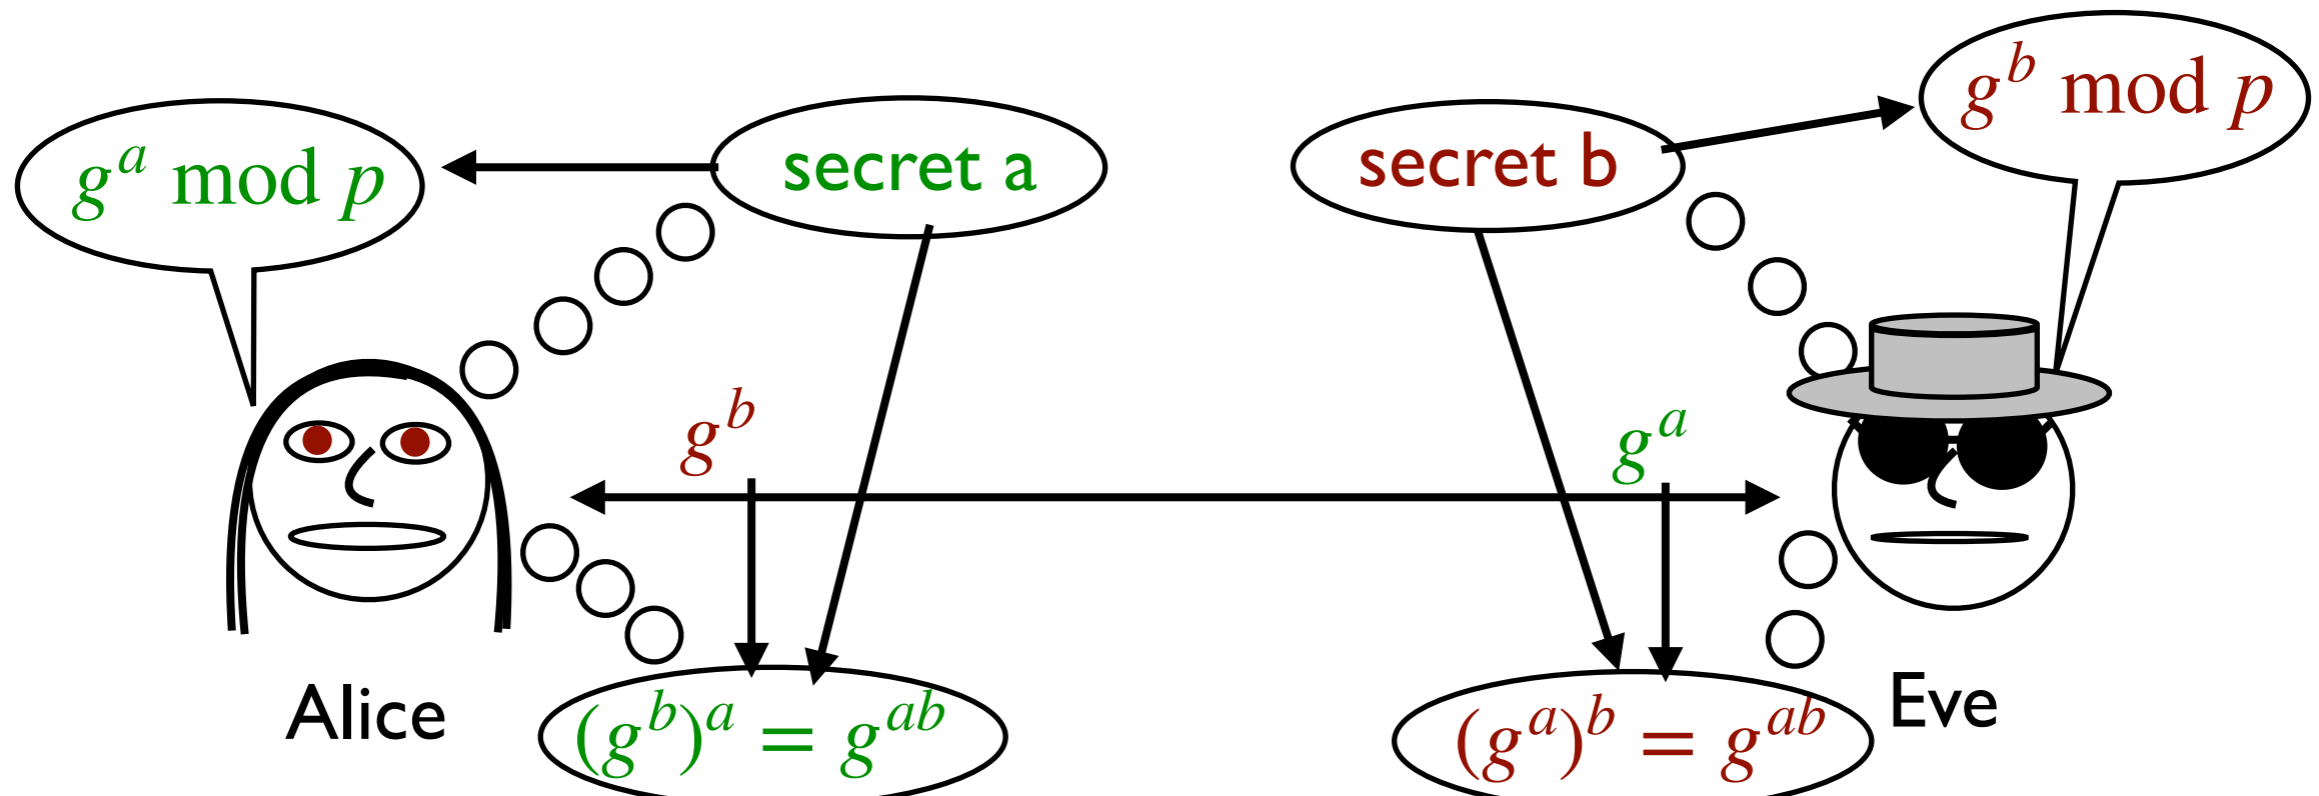 g^a mod p
secret a
secret b
g^b mod p
g^b
g^a
Alice
(g^b)^a = g^{ab}
(g^a)^b = g^{ab}
Eve